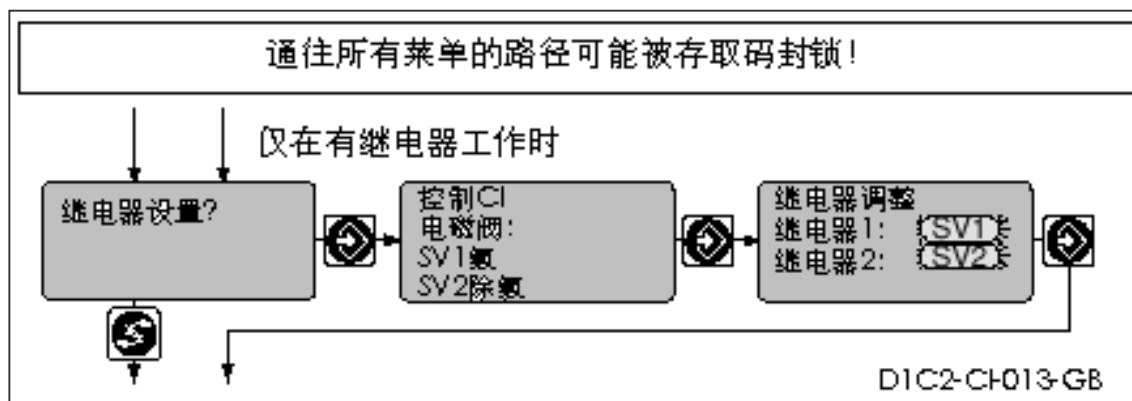 通往所有菜单的路径可能被存取码封锁!
仅在有继电器工作时
继电器设置?
控制CI
电磁阀:
SV1氯
SV2除氯
继电器调整
继电器1: SV1
继电器2: SV2
D1C2-CI-013-GB